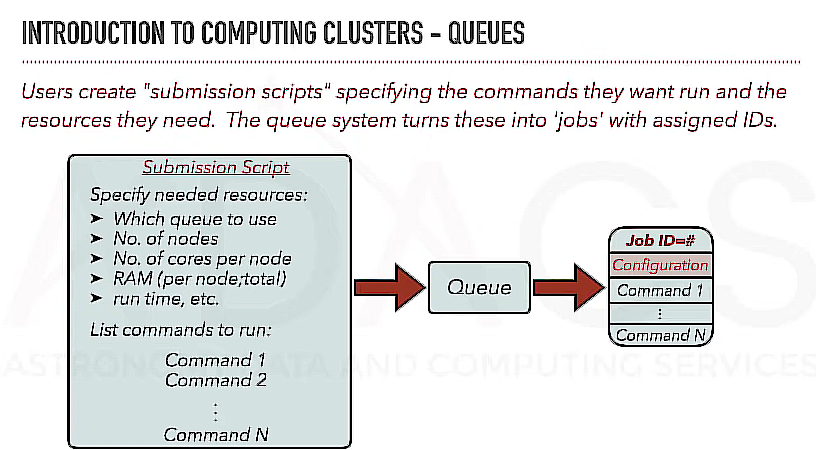 INTRODUCTION TO COMPUTING CLUSTERS - QUEUES
Users create "submission scripts" specifying the commands they want run and the
resources they need. The queue system turns these into 'jobs' with assigned IDs.
Submission Script
Specify needed resources:
➤ Which queue to use
➤ No. of nodes
➤ No. of cores per node
➤ RAM (per node;total)
➤ run time, etc.
List commands to run:
Command 1
Command 2
⋮
Command N
Queue
Job ID=#
Configuration
Command 1
⋮
Command N
ADACS
ASTRONOMY DATA AND COMPUTING SERVICES